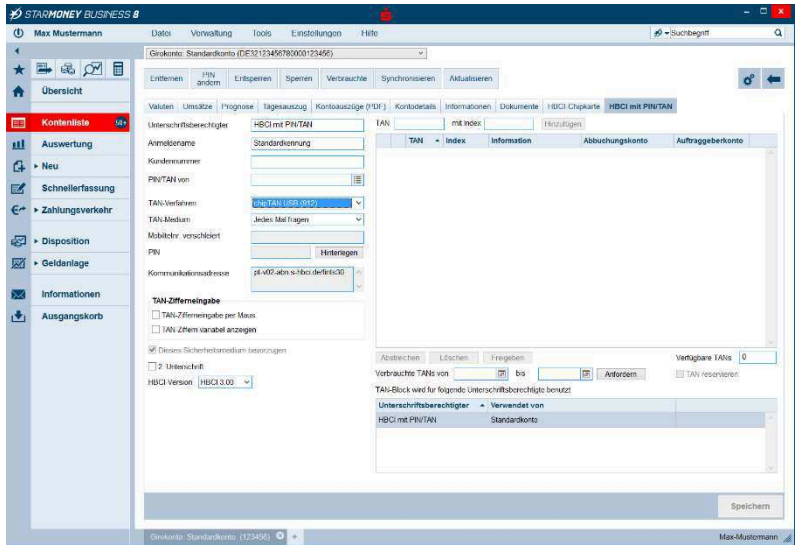 STARMONEY BUSINESS 8
Max Mustermann Datei Verwaltung Tools Einstellungen Hilfe Suchbegriff
Girokonto: Standardkonto (DE32123456780000123456)
Entfernen PIN ändern Entsperren Sperren Verbrauchte Synchronisieren Aktualisieren
Übersicht
Kontenliste
Auswertung
Neu
Schnellerfassung
Zahlungsverkehr
Disposition
Geldanlage
Informationen
Ausgangskorb
Valuten Umsätze Prognose Tagesauszug Kontoauszüge (PDF) Kontodetails Informationen Dokumente HBCI-Chipkarte HBCI mit PIN/TAN
Unterschriftsberechtigter HBCI mit PIN/TAN
Anmeldename Standardkennung
Kundennummer
PIN/TAN von
TAN-Verfahren chipTAN USB (912)
TAN-Medium Jedes Mal fragen
Mobilfelnr. verschleiert
PIN Hinterlegen
Kommunikationsadresse
TAN-Zifferneingabe
TAN-Ziffereingabe per Maus
TAN Ziffern variabel anzeigen
Dieses Sicherheitsmedium bevorzugen
2. Unterschrift
HBCI-Version HBCI 3.00
TAN mit Index Hinzufügen
TAN Index Information Abbuchungskonto Auftraggeberkonto
Abstreichen Löschen Freigeben Verfügbare TANs 0
Verbrauchte TANs von bis Anfordern TAN reservieren
TAN-Block wird für folgende Unterschriftsberechtigte benutzt
Unterschriftsberechtigter Verwendet von
HBCI mit PIN/TAN Standardkonto
Speichern
Girokonto: Standardkonto (123456) +
Max-Mustermann